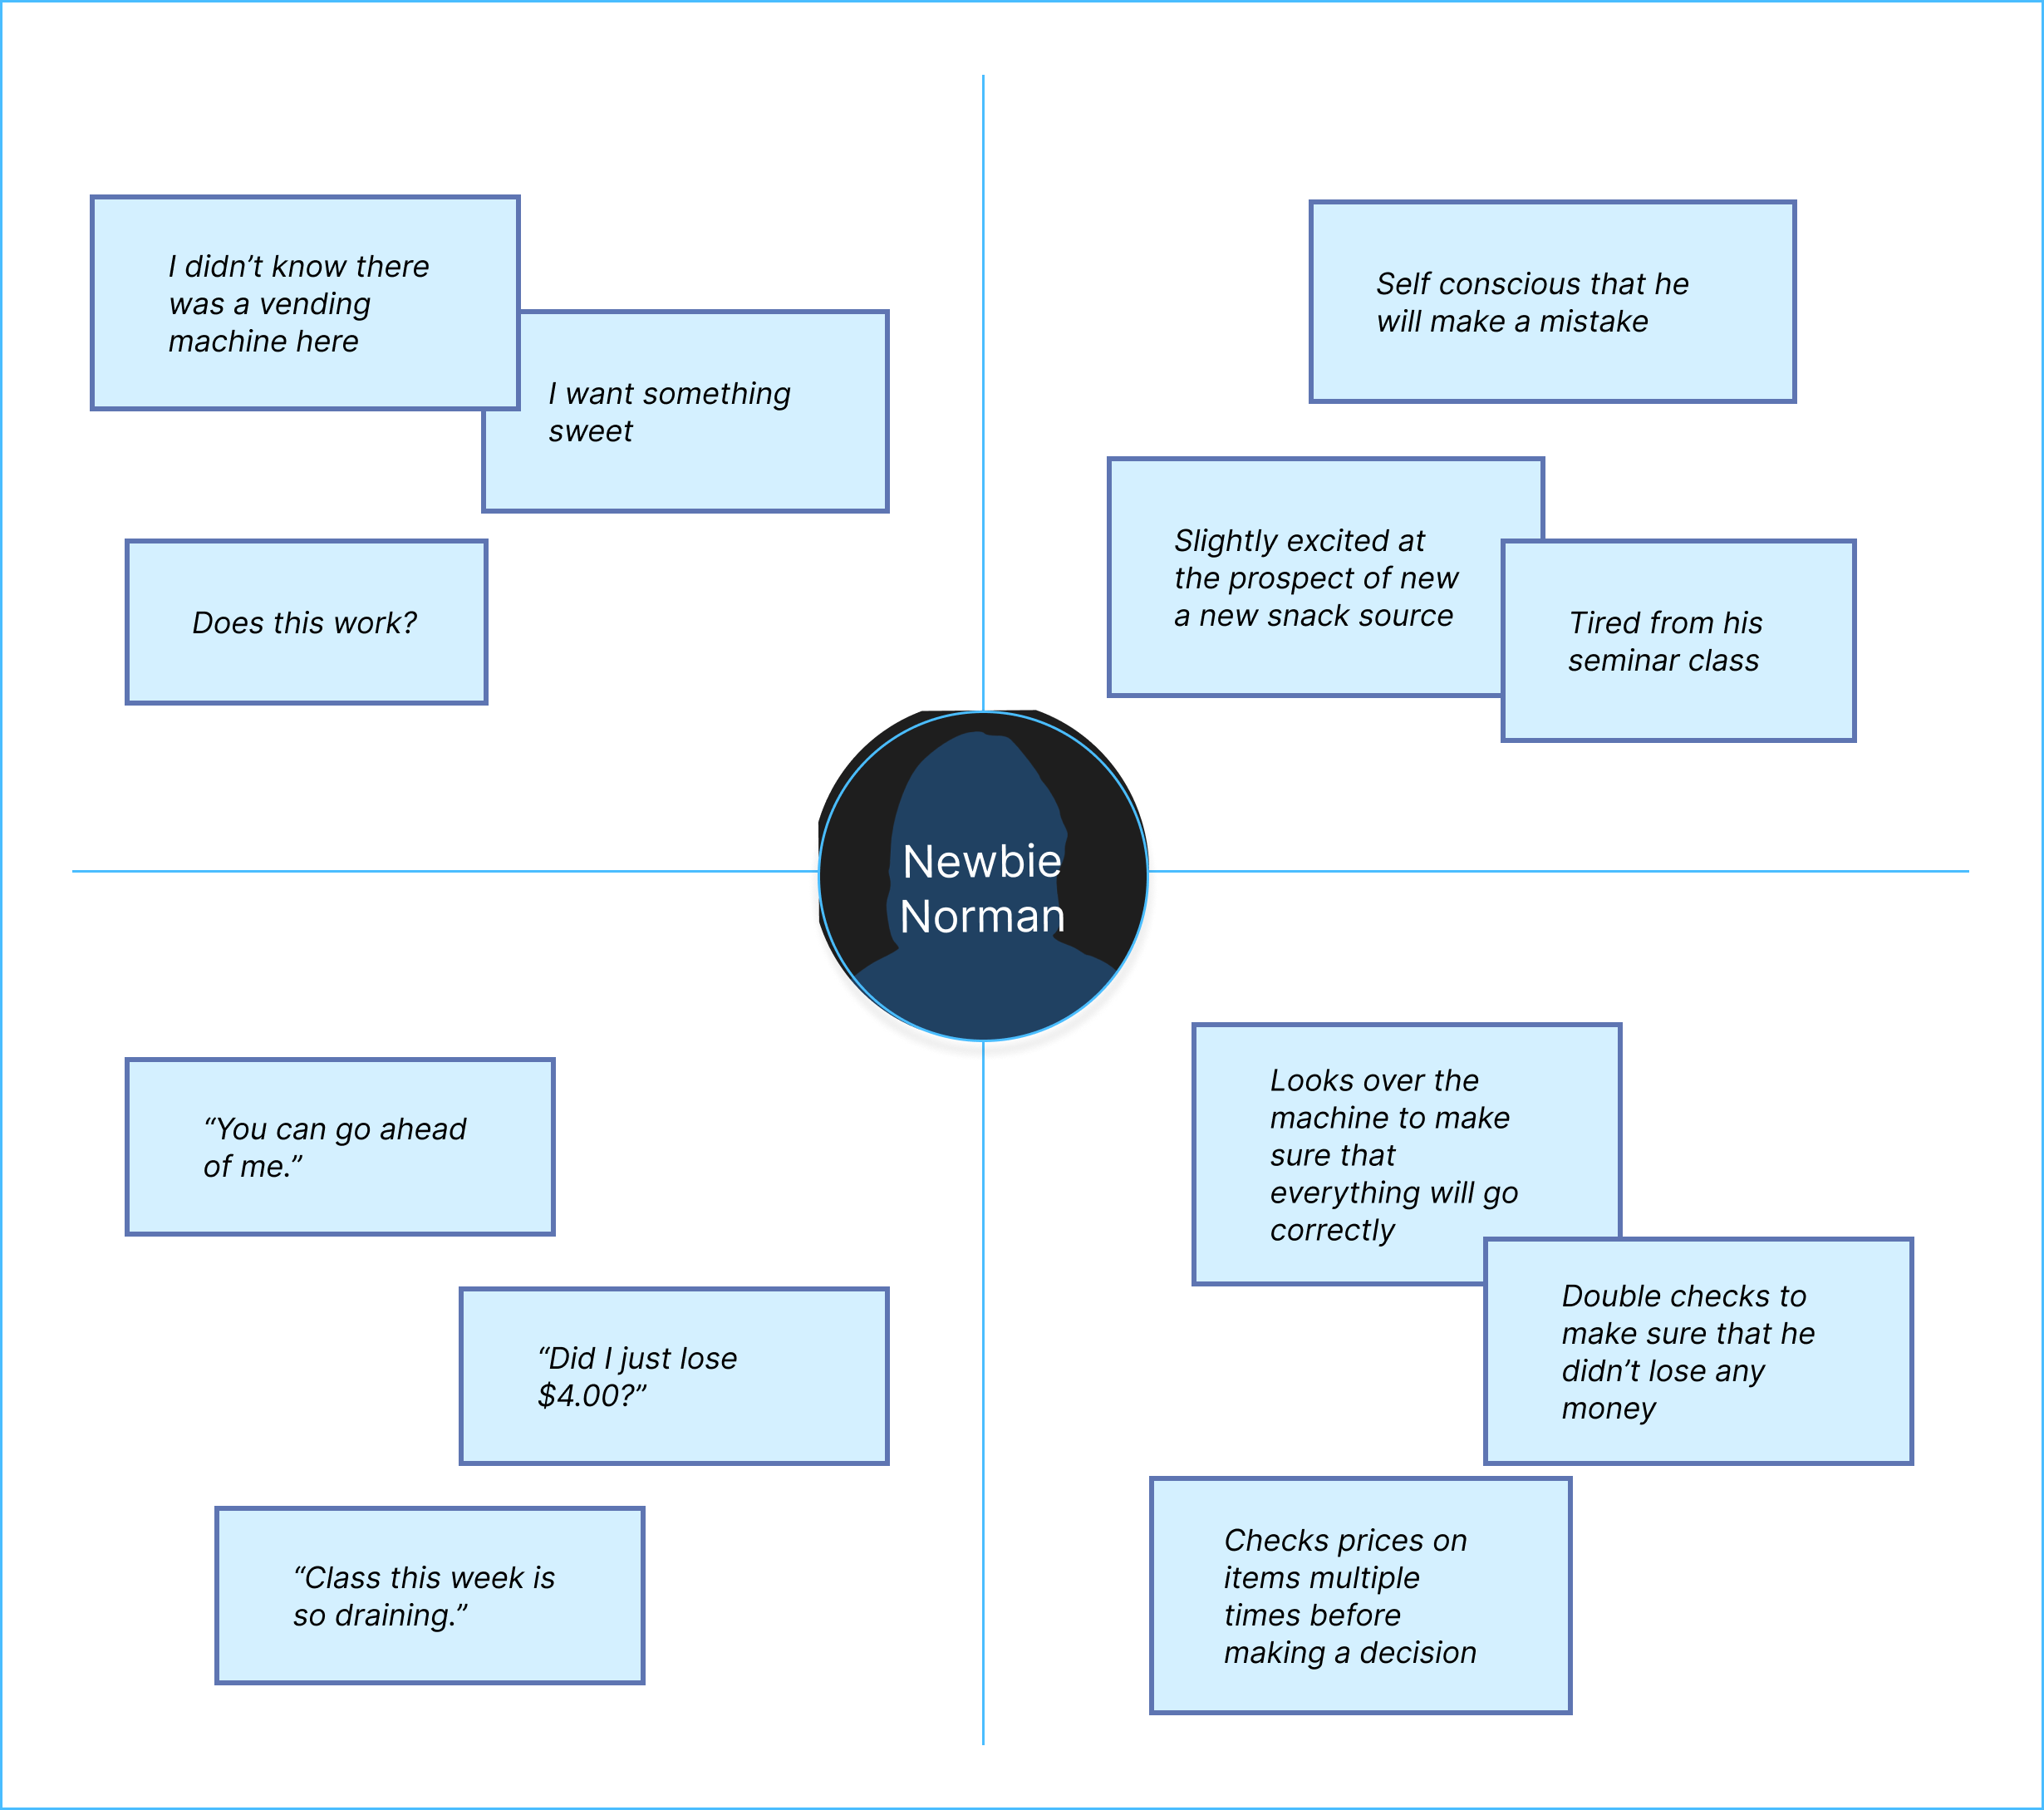 I didn’t know there
was a vending
machine here
I want something
sweet
Does this work?
Self conscious that he
will make a mistake
Slightly excited at
the prospect of new
a new snack source
Tired from his
seminar class
Newbie
Norman
“You can go ahead
of me.”
“Did I just lose
$4.00?”
“Class this week is
so draining.”
Looks over the
machine to make
sure that
everything will go
correctly
Double checks to
make sure that he
didn’t lose any
money
Checks prices on
items multiple
times before
making a decision